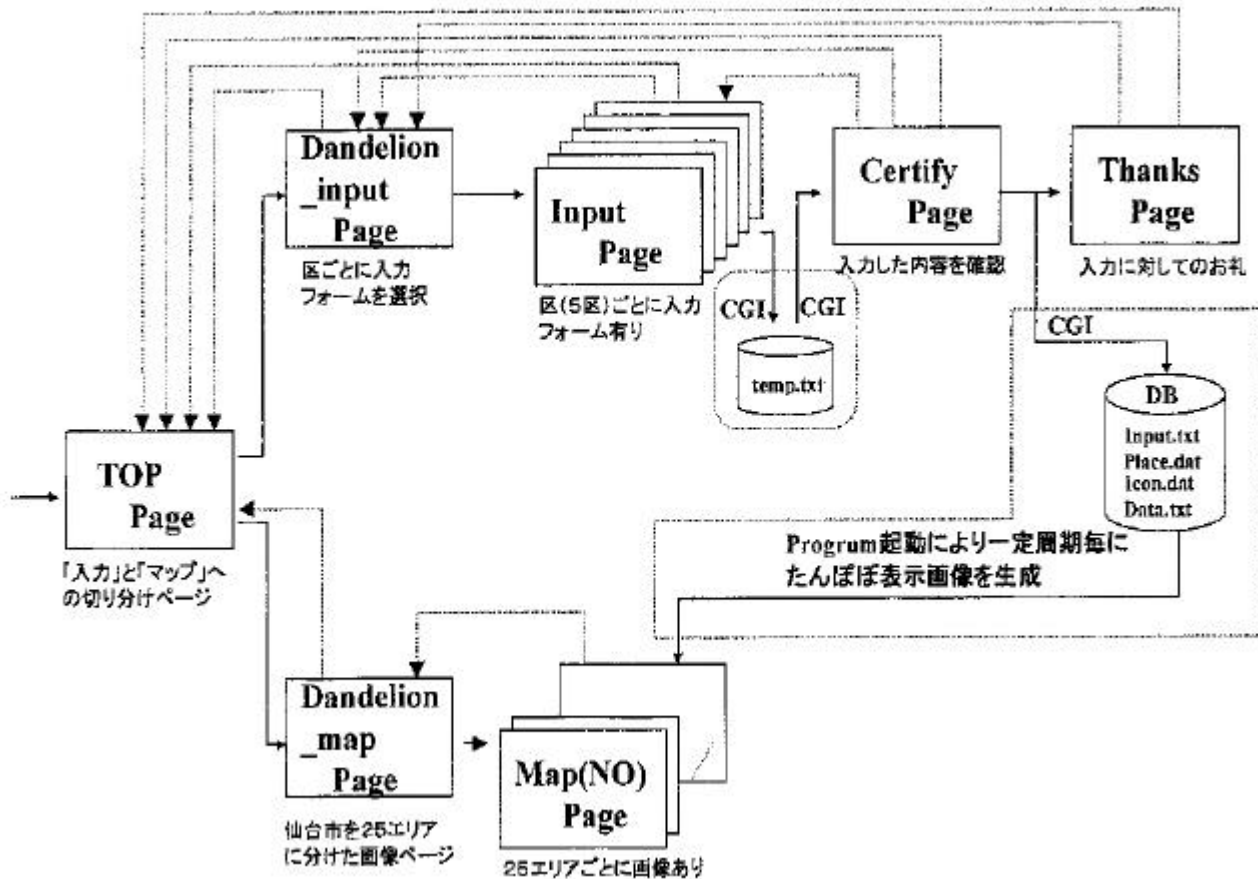 Dandelion
_input
Page
区ごとに入力
フォームを選択
Input
Page
区(5区)ごとに入力
フォーム有り
CGI
CGI
temp.txt
Certify
Page
入力した内容を確認
Thanks
Page
入力に対してのお礼
CGI
DB
Input.txt
Place.dat
Icon.dat
Data.txt
TOP
Page
「入力」と「マップ」へ
の切り分けページ
Progrum起動により一定周期毎に
たんぽぽ表示画像を生成
Dandelion
_map
Page
仙台市を25エリア
に分けた画像ページ
Map(NO)
Page
25エリアごとに画像あり